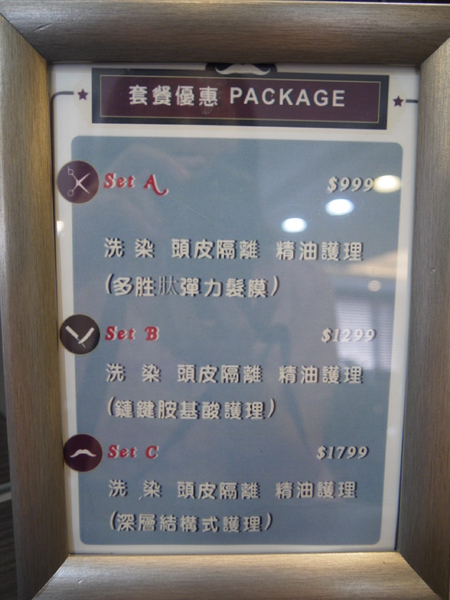 套餐優惠 PACKAGE
Set A $999
洗 染 頭皮隔離 精油護理
(多胜肽彈力髮膜)
Set B $1299
洗 染 頭皮隔離 精油護理
(鏈鍵胺基酸護理)
Set C $1799
洗 染 頭皮隔離 精油護理
(深層結構式護理)